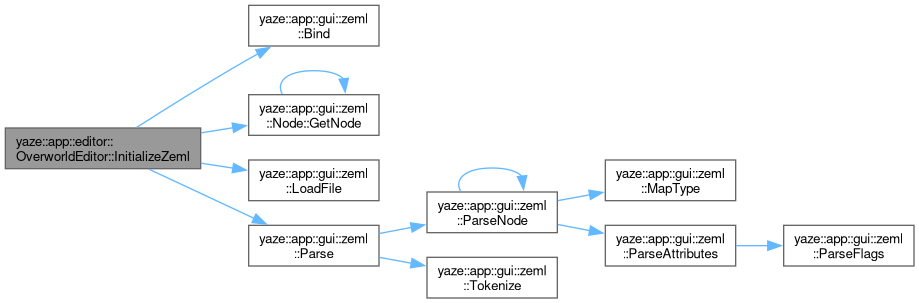 yaze::app::gui::zeml
::Bind
yaze::app::gui::zeml
::Node::GetNode
yaze::app::editor::
OverworldEditor::InitializeZeml
yaze::app::gui::zeml
::LoadFile
yaze::app::gui::zeml
::Parse
yaze::app::gui::zeml
::ParseNode
yaze::app::gui::zeml
::Tokenize
yaze::app::gui::zeml
::MapType
yaze::app::gui::zeml
::ParseAttributes
yaze::app::gui::zeml
::ParseFlags